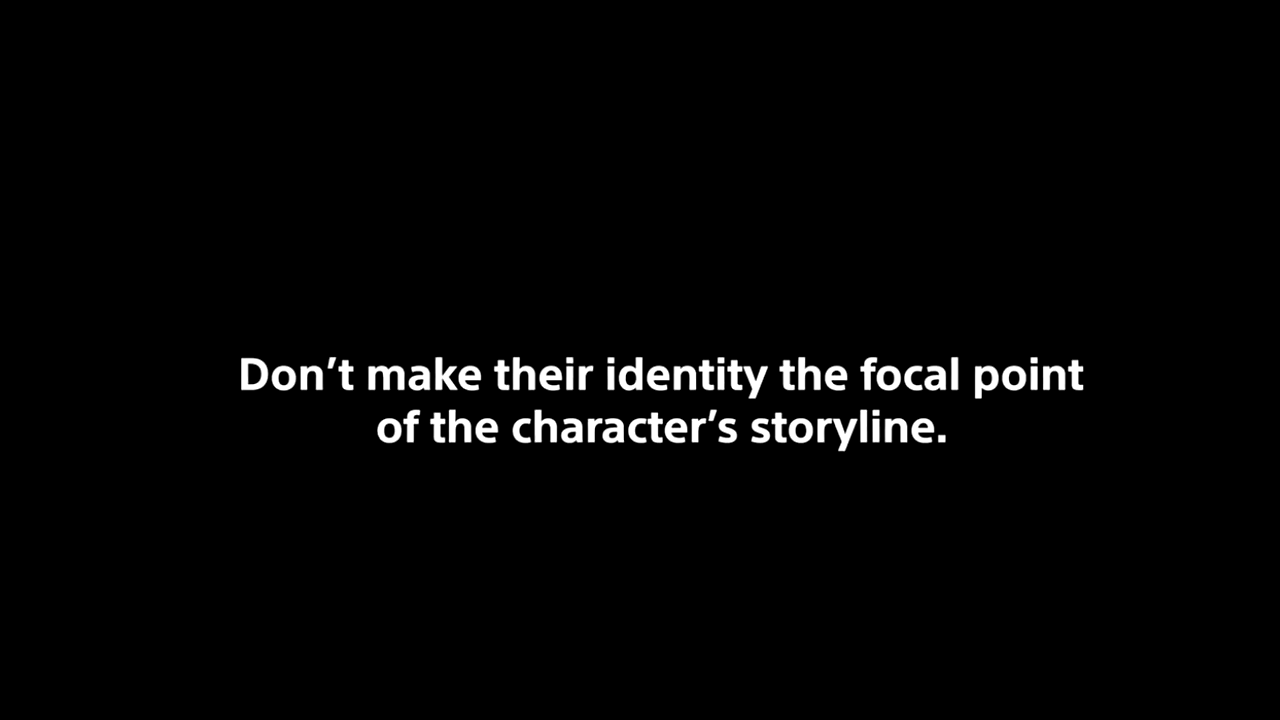 Don’t make their identity the focal point
of the character’s storyline.